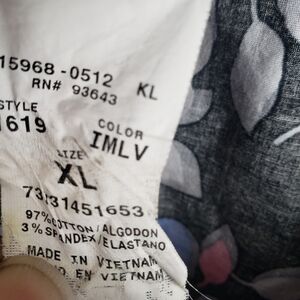 15968-0512 KL
RN# 93643
STYLE COLOR
1619 IMLV
SIZE
XL
73131451653
97% COTTON/ALGODON
3% SPANDEX/ELASTANO
MADE IN VIETNAM
EN VIETNAM